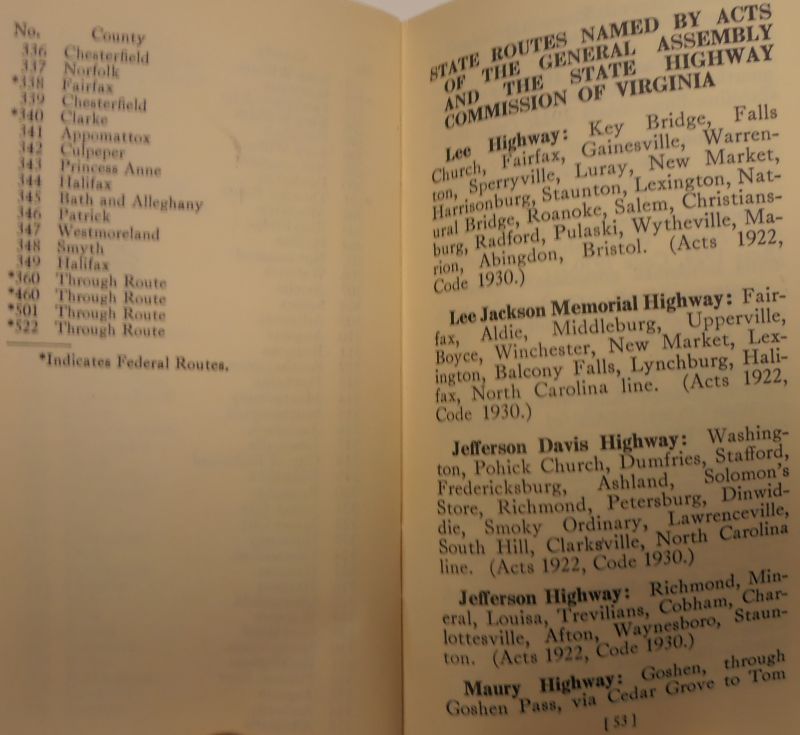 No. County
336 Chesterfield
337 Norfolk
*338 Fairfax
339 Chesterfield
*340 Clarke
341 Appomattox
342 Culpeper
343 Princess Anne
344 Halifax
345 Bath and Alleghany
346 Patrick
347 Westmoreland
348 Smyth
349 Halifax
*360 Through Route
*460 Through Route
*501 Through Route
*522 Through Route
*Indicates Federal Routes.
STATE ROUTES NAMED BY ACTS
OF THE GENERAL ASSEMBLY
AND THE STATE HIGHWAY
COMMISSION OF VIRGINIA
Lee Highway: Key Bridge, Falls
Church, Fairfax, Gainesville, Warren-
ton, Sperryville, Luray, New Market,
Harrisonburg, Staunton, Lexington, Nat-
ural Bridge, Roanoke, Salem, Christians-
burg, Radford, Pulaski, Wytheville, Ma-
rion, Abingdon, Bristol. (Acts 1922,
Code 1930.)
Lee Jackson Memorial Highway: Fair-
fax, Aldie, Middleburg, Upperville,
Boyce, Winchester, New Market, Lex-
ington, Balcony Falls, Lynchburg, Hali-
fax, North Carolina line. (Acts 1922,
Code 1930.)
Jefferson Davis Highway: Washing-
ton, Pohick Church, Dumfries, Stafford,
Fredericksburg, Ashland, Solomon's
Store, Richmond, Petersburg, Dinwid-
die, Smoky Ordinary, Lawrenceville,
South Hill, Clarksville, North Carolina
line. (Acts 1922, Code 1930.)
Jefferson Highway: Richmond, Min-
eral, Louisa, Trevilians, Cobham, Char-
lottesville, Afton, Waynesboro, Staun-
ton. (Acts 1922, Code 1930.)
Maury Highway: Goshen, through
Goshen Pass, via Cedar Grove to Tom
[ 53 ]